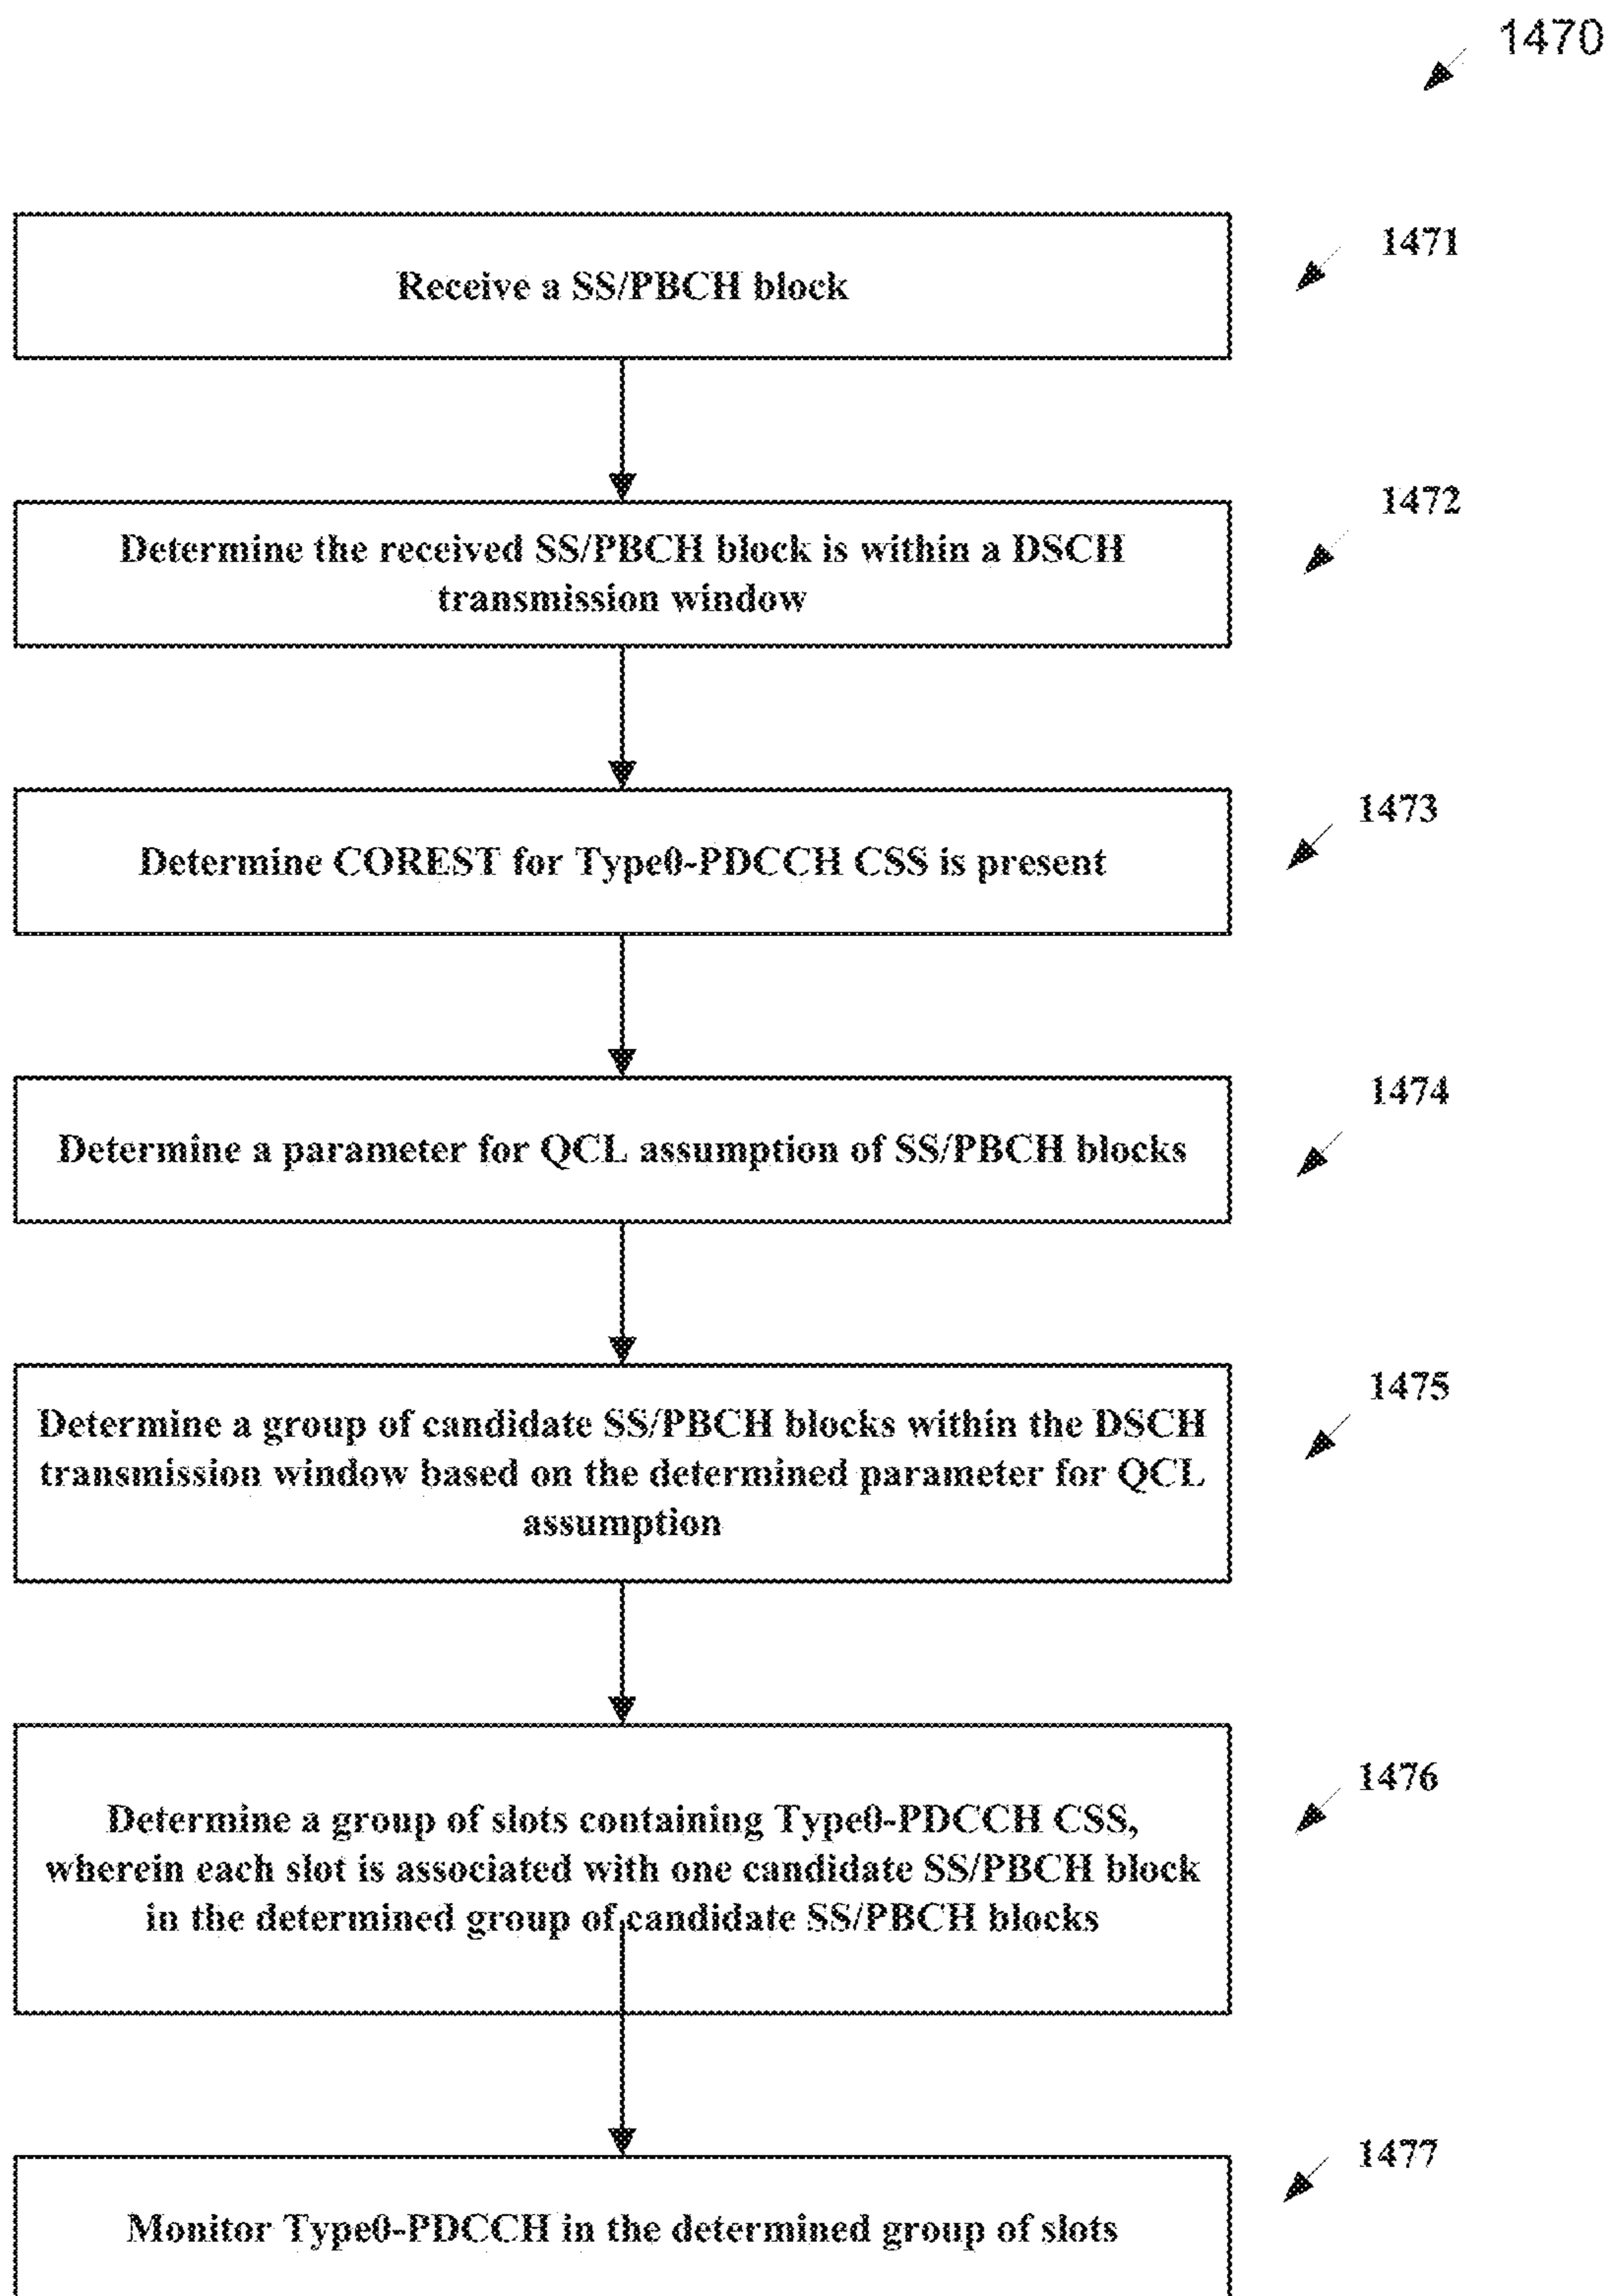 1470
Receive a SS/PBCH block
1471
Determine the received SS/PBCH block is within a DSCH
transmission window
1472
Determine COREST for Type0-PDCCH CSS is present
1473
Determine a parameter for QCL assumption of SS/PBCH blocks
1474
Determine a group of candidate SS/PBCH blocks within the DSCH
transmission window based on the determined parameter for QCL
assumption
1475
Determine a group of slots containing Type0-PDCCH CSS,
wherein each slot is associated with one candidate SS/PBCH block
in the determined group of candidate SS/PBCH blocks
1476
Monitor Type0-PDCCH in the determined group of slots
1477